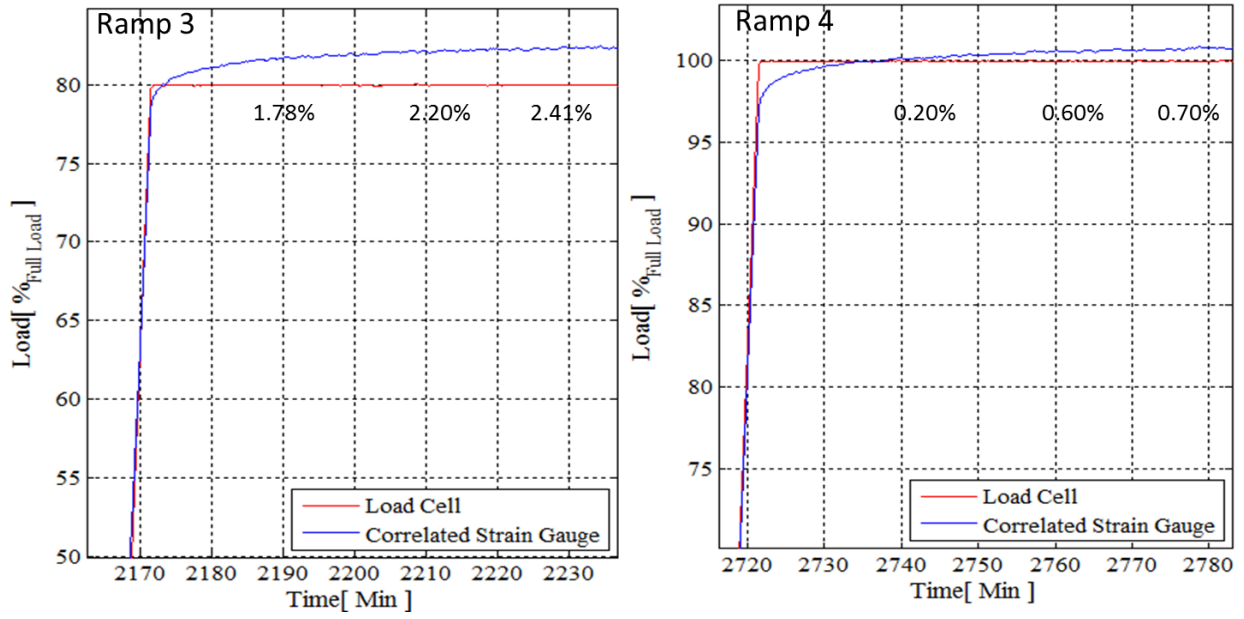 Ramp 3
80
75
70
65
60
55
50
Load[ %Full Load]
1.78% 2.20% 2.41%
Load Cell
Correlated Strain Gauge
2170 2180 2190 2200 2210 2220 2230
Time[ Min ]
Ramp 4
100
95
90
85
80
75
Load[ %Full Load]
0.20% 0.60% 0.70%
Load Cell
Correlated Strain Gauge
2720 2730 2740 2750 2760 2770 2780
Time[ Min ]